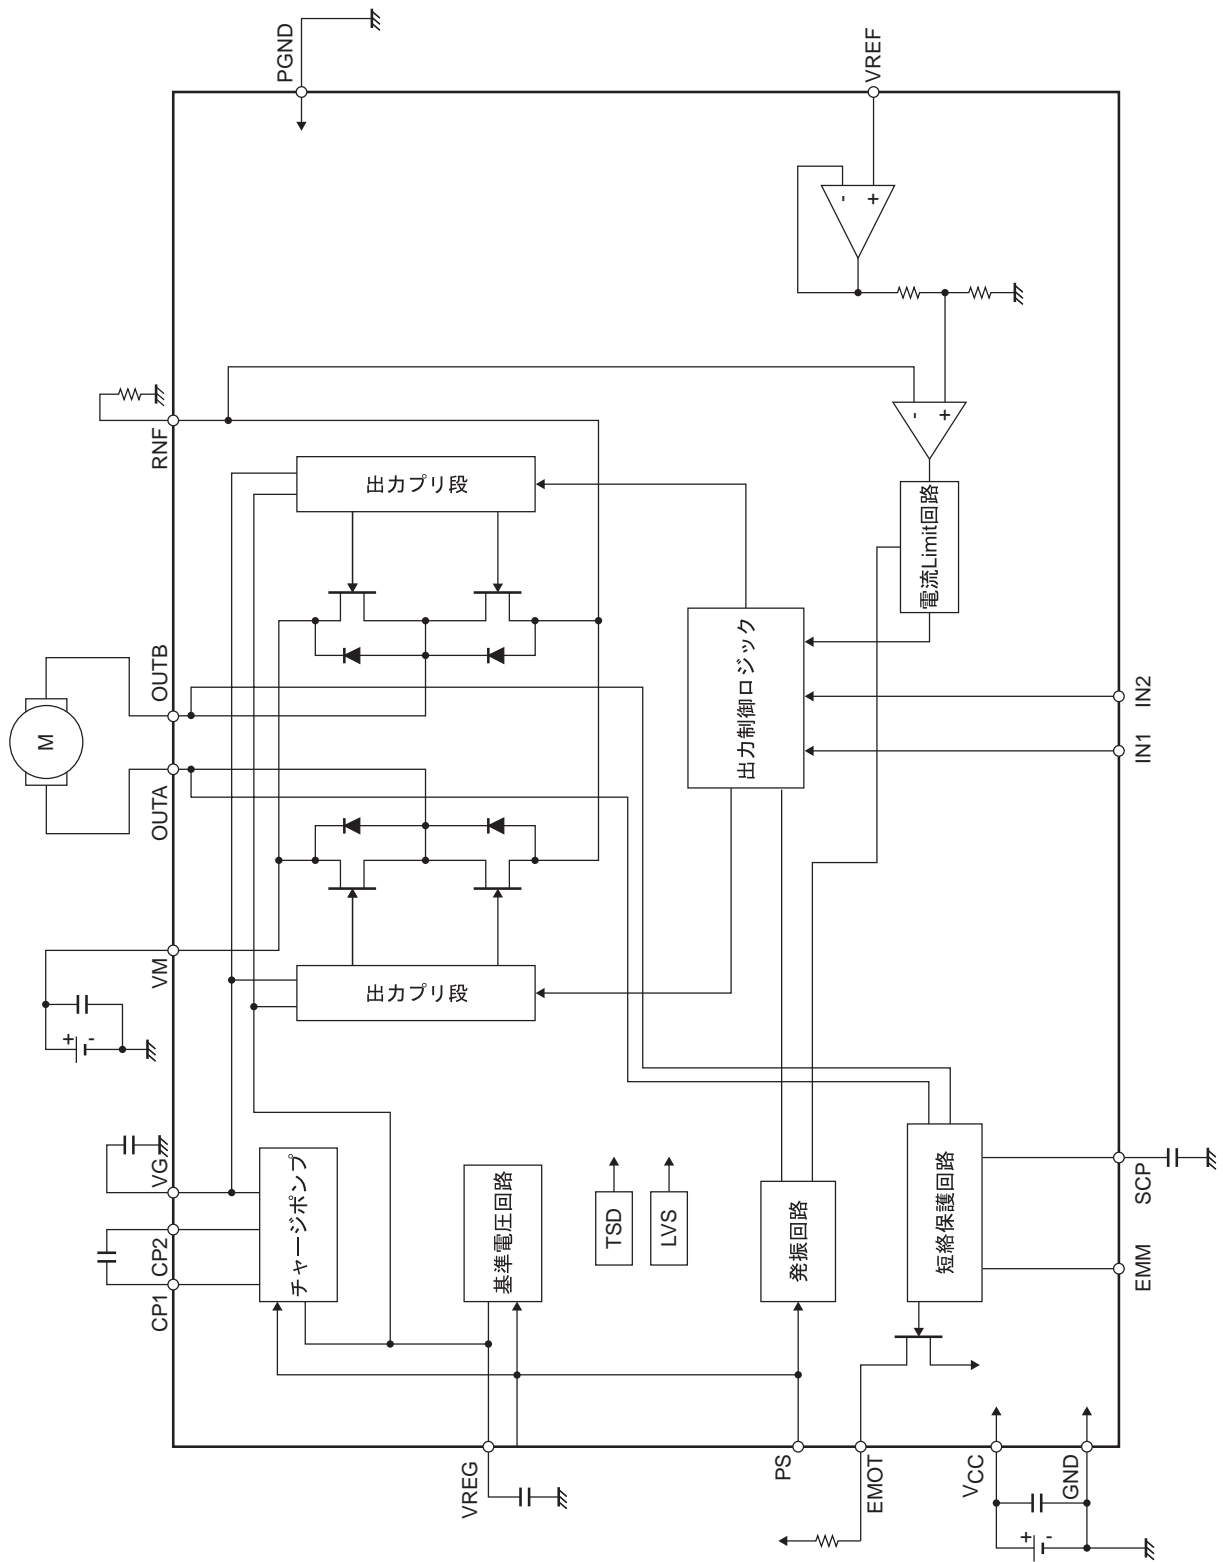 CP1
CP2
VG
VM
OUTA
OUTB
RNF
PGND
+
-
M
チャージポンプ
出力プリ段
出力プリ段
VREG
基準電圧回路
TSD
LVS
PS
発振回路
出力制御ロジック
電流Limit回路
-
+
-
+
VREF
EMOT
短絡保護回路
VCC
GND
+
-
EMM
SCP
IN1
IN2